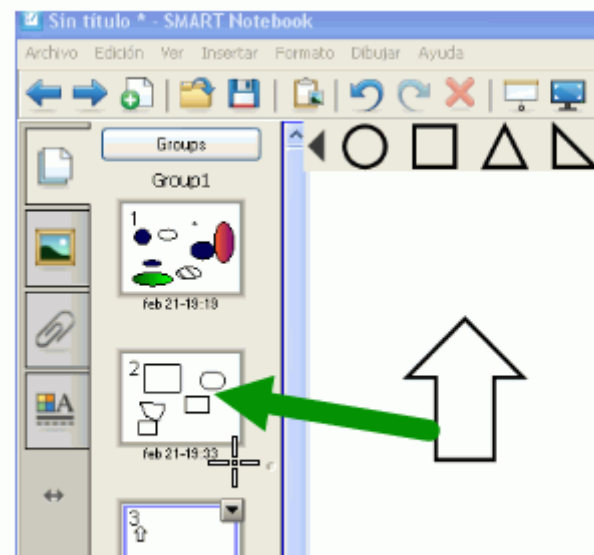 Sin título * - SMART Notebook
Archivo Edición Ver Insertar Formato Dibujar Ayuda
Groups
Group1
1
feb 21-19:19
2
feb 21-19:33
3
A